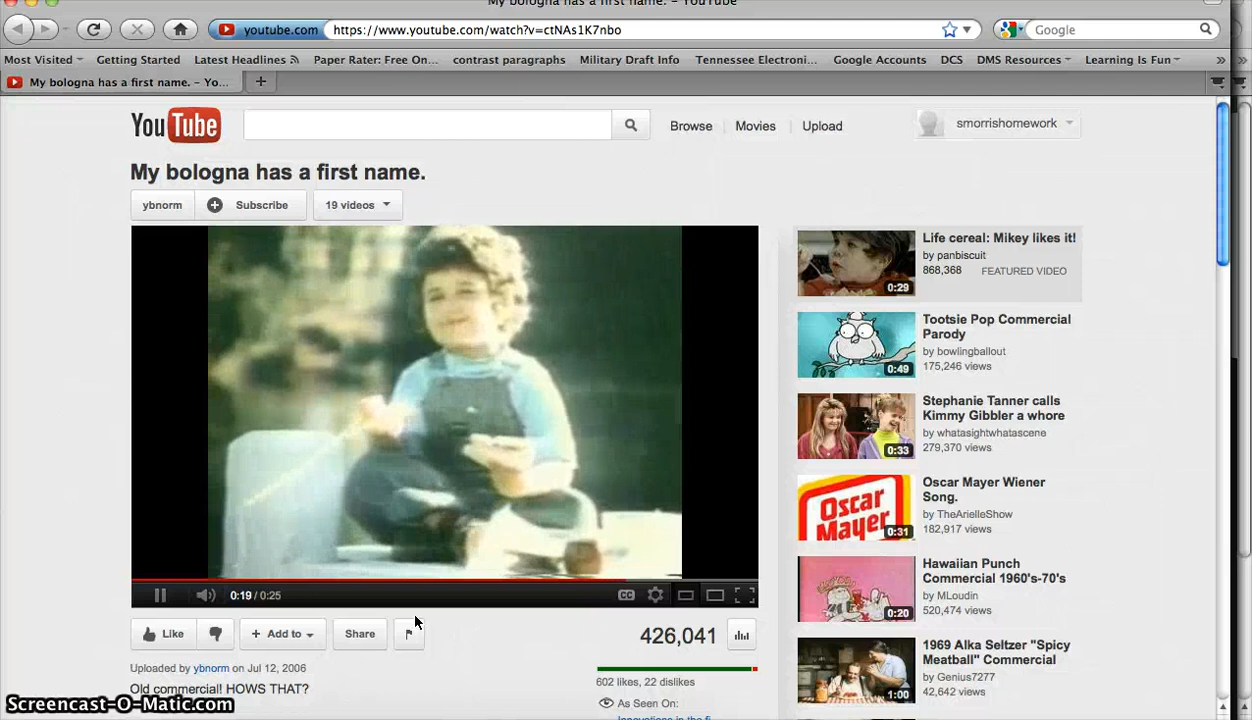 My bologna has a first name. - YouTube
youtube.com
https://www.youtube.com/watch?v=ctNAs1K7nbo
Google
Most Visited
Getting Started
Latest Headlines
Paper Rater: Free On...
contrast paragraphs
Military Draft Info
Tennessee Electroni...
Google Accounts
DCS
DMS Resources
Learning Is Fun
»
My bologna has a first name. – Yo...
+
YouTube
Browse
Movies
Upload
smorrishomework
My bologna has a first name.
ybnorm
Subscribe
19 videos
0:19 / 0:25
CC
Like
+ Add to
Share
426,041
Uploaded by ybnorm on Jul 12, 2006
Old commercial! HOWS THAT?
602 likes, 22 dislikes
As Seen On:
Life cereal: Mikey likes it!
by panbiscuit
868,368 FEATURED VIDEO
0:29
Tootsie Pop Commercial
Parody
by bowlingballout
175,246 views
0:49
Stephanie Tanner calls
Kimmy Gibbler a whore
by whatasightwhatascene
279,370 views
0:33
Oscar Mayer Wiener
Song.
by TheArielleShow
182,917 views
Oscar
Mayer
0:31
Hawaiian Punch
Commercial 1960's-70's
by MLoudin
520,474 views
0:20
1969 Alka Seltzer "Spicy
Meatball" Commercial
by Genius7277
42,642 views
1:00
Screencast-O-Matic.com